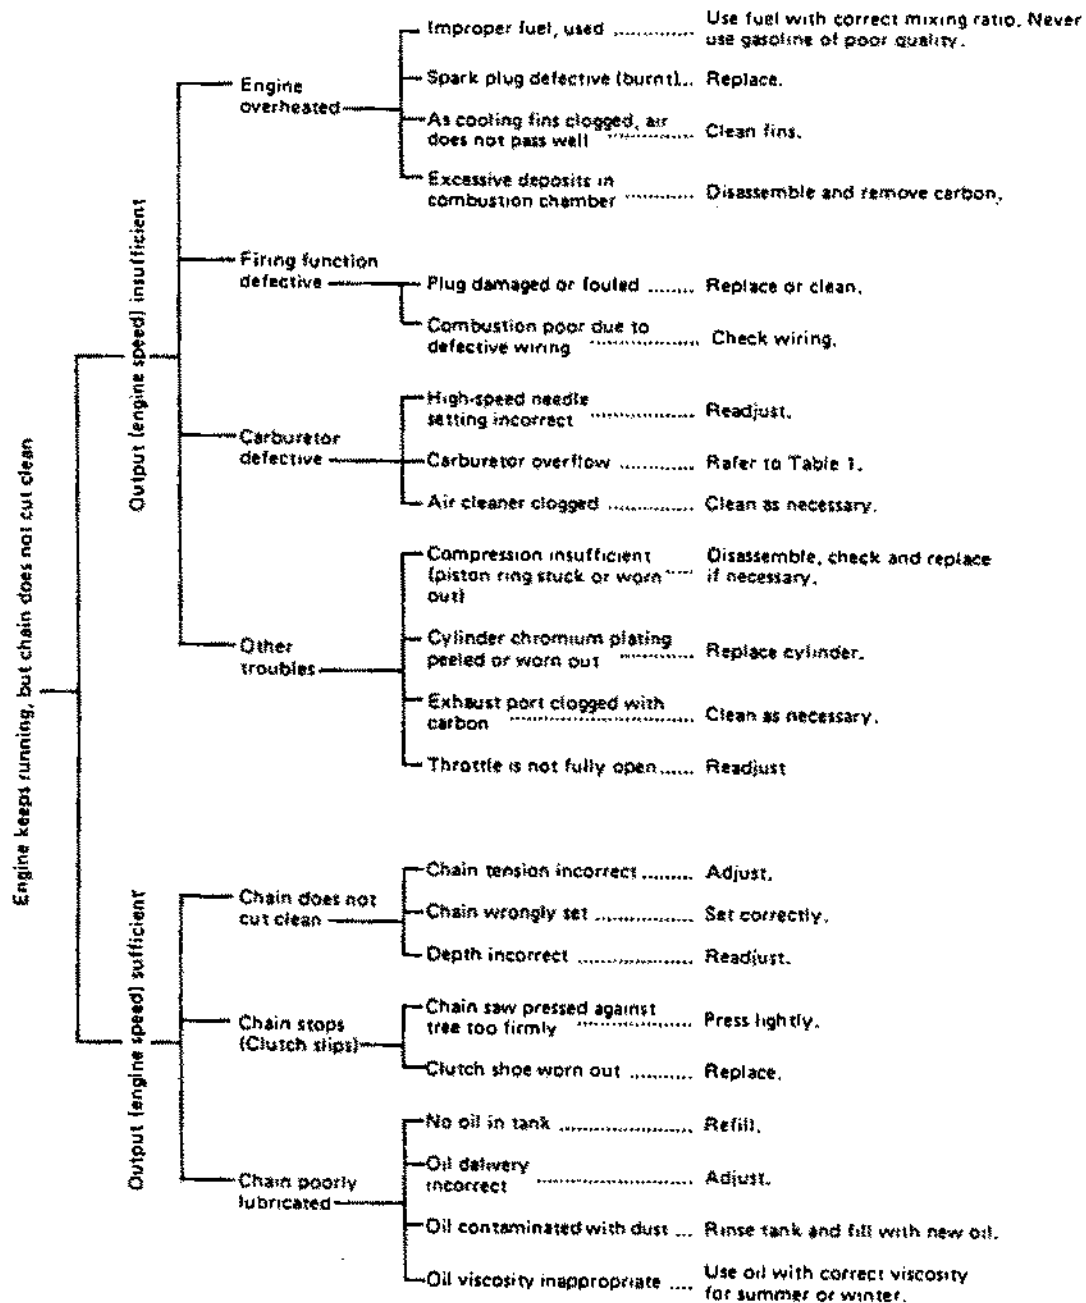 Engine keeps running, but chain does not cut clean
Output (engine speed) insufficient
Engine
overheated
Improper fuel, used ............ Use fuel with correct mixing ratio. Never
use gasoline of poor quality.
Spark plug defective (burnt)... Replace.
As cooling fins clogged, air
does not pass well ............ Clean fins.
Excessive deposits in
combustion chamber .......... Disassemble and remove carbon.
Firing function
defective
Plug damaged or fouled ........ Replace or clean.
Combustion poor due to
defective wiring ................ Check wiring.
Carburetor
defective
High-speed needle
setting incorrect ............... Readjust.
Carburetor overflow ........... Rafer to Table 1.
Air cleaner clogged ............ Clean as necessary.
Other
troubles
Compression insufficient
(piston ring stuck or worn
out)
Disassemble, check and replace
if necessary.
Cylinder chromium plating
peeled or worn out ........... Replace cylinder.
Exhaust port clogged with
carbon .......................... Clean as necessary.
Throttle is not fully open ...... Readjust
Output (engine speed) sufficient
Chain does not
cut clean
Chain tension incorrect ......... Adjust.
Chain wrongly set .............. Set correctly.
Depth incorrect ................ Readjust.
Chain stops
(Clutch slips)
Chain saw pressed against
tree too firmly .................. Press lightly.
Clutch shoe worn out .......... Replace.
Chain poorly
lubricated
No oil in tank ................... Refill.
Oil delivery
incorrect ...................... Adjust.
Oil contaminated with dust ... Rinse tank and fill with new oil.
Oil viscosity inappropriate .... Use oil with correct viscosity
for summer or winter.